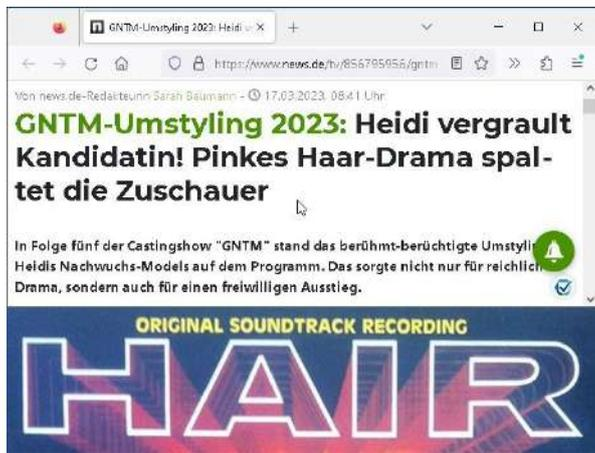 GNTM-Umstyling 2023: Heidi v
https://www.news.de/tv/856795956/gntm
Von news.de-Redakteurin Sarah Baumann - 17.03.2023, 08.41 Uhr
GNTM-Umstyling 2023: Heidi vergrault
Kandidatin! Pinkes Haar-Drama spal-
tet die Zuschauer
In Folge fünf der Castingshow "GNTM" stand das berühmt-berüchtigte Umstylin
Heidis Nachwuchs-Models auf dem Programm. Das sorgte nicht nur für reichlich
Drama, sondern auch für einen freiwilligen Ausstieg.
ORIGINAL SOUNDTRACK RECORDING
HAIR